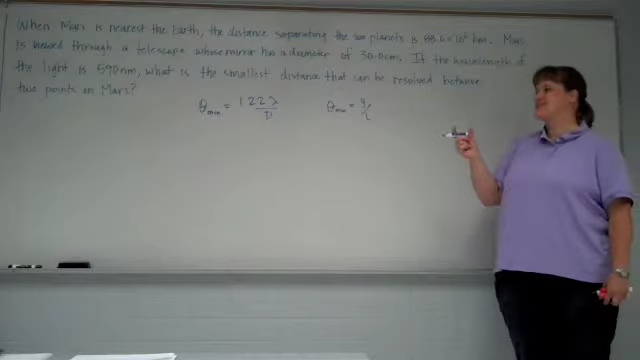 When Mars is nearest the Earth, the distance separating the two planets is 88.6 x 10⁶ km. Mars
is viewed through a telescope whose mirror has a diameter of 30.0cm. If the wavelength of
the light is 590nm, what is the smallest distance that can be resolved between
two points on Mars?
θmin = 1.22λ/D θmin = y/L